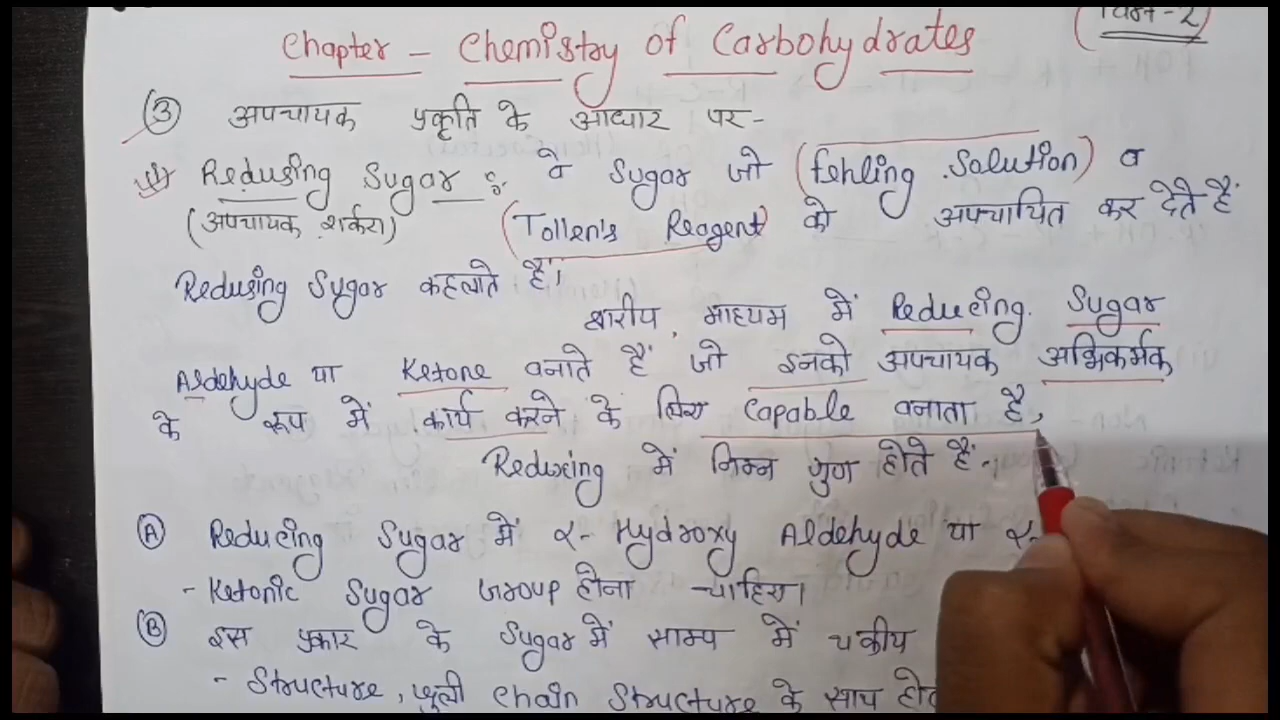 (Part-2)
Chapter - Chemistry of Carbohydrates
③ अपचायक प्रकृति के आधार पर-
(i) Reducing Sugar : वे Sugar जो (fehling Solution) व
(अपचायक शर्करा) (Tollen's Reagent) को अपचायित कर देते हैं
Reducing Sugar कहलाते हैं।
क्षारीय माध्यम में Reducing Sugar
Aldehyde या Ketone बनाते हैं जो इनको अपचायक अभिकर्मक
के रूप में कार्य करने के लिए capable बनाता है,
Reducing में निम्न गुण होते हैं-।
Ⓐ Reducing Sugar में α- Hydroxy Aldehyde या α-
- Ketonic Sugar Group होना चाहिए।
Ⓑ इस प्रकार के Sugar में साम्य में चक्रीय
- Structure, खुली chain Structure के साथ